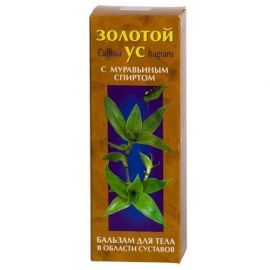 ЗОЛОТОЙ
Callisia УС fragrans
С МУРАВЬИНЫМ
СПИРТОМ
БАЛЬЗАМ ДЛЯ ТЕЛА
В ОБЛАСТИ СУСТАВОВ